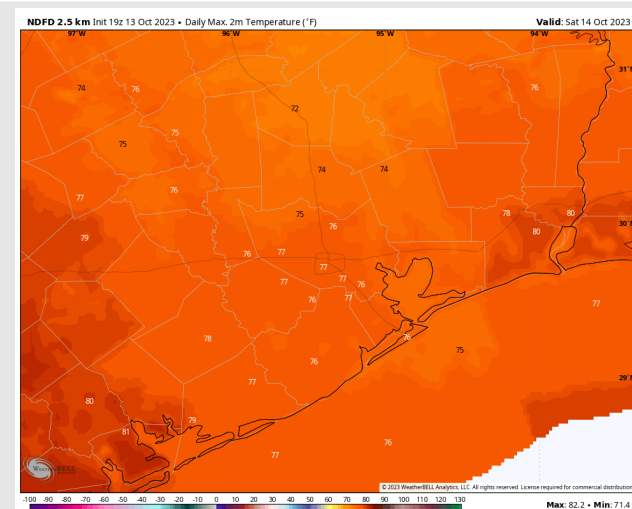 NDFD 2.5 km Init 19z 13 Oct 2023 • Daily Max. 2m Temperature (°F)
Valid: Sat 14 Oct 2023
97°W 96°W 95°W 94°W
31°N
74 76 76
72
75 75
74 74
76
77
75 78 80
76 80
30°N
79
76 77
77
77 77 76
76 77
77
78 76
75
76
29°N
77
80
79
81
76
77
WeatherBELL
© 2023 WeatherBELL Analytics, LLC. All rights reserved. License required for commercial distribution
-100 -90 -80 -70 -60 -50 -40 -30 -20 -10 0 10 20 30 40 50 60 70 80 90 100 110 120 130
Max: 82.2 • Min: 71.4